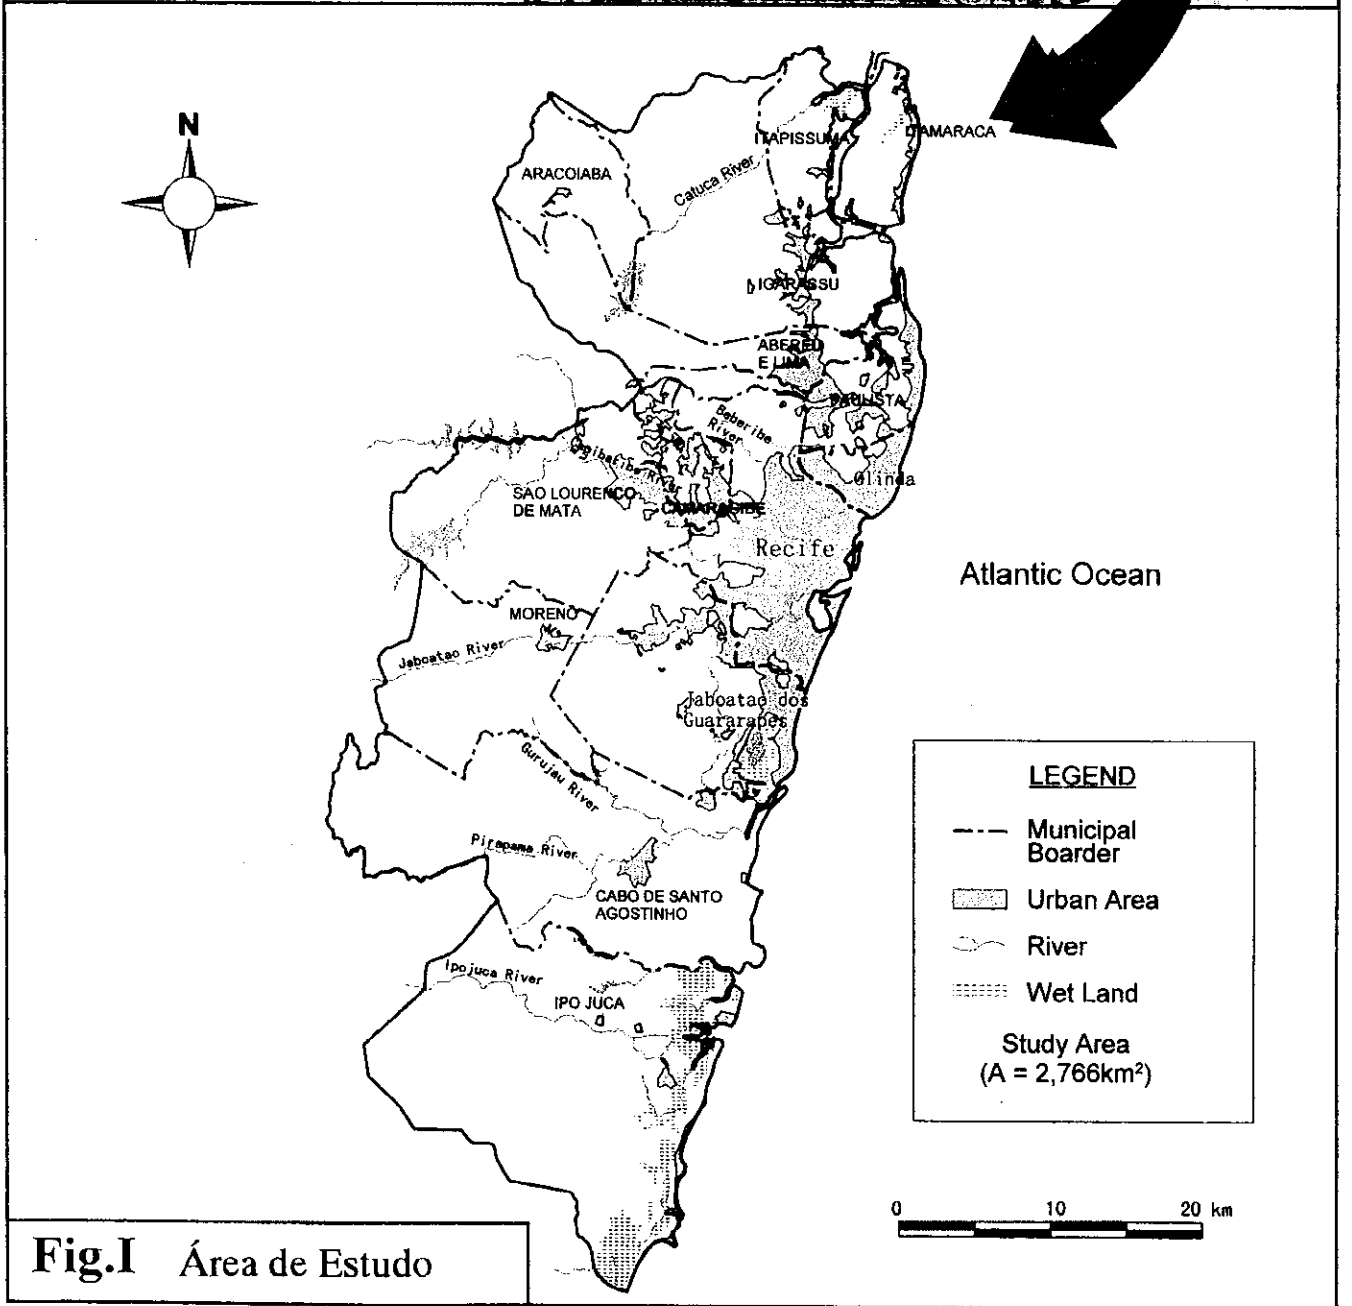 N
ITAPISSUMA
ITAMARACA
ARACOIABA
Catuca River
IGARASSU
ABERED
E LIMA
PAULISTA
Beberibe
River
Olinda
SAO LOURENCO
DE MATA
CAMARAGIBE
Recife
Atlantic Ocean
MORENO
Jaboatao River
Jaboatao dos
Guararapes
Gurujau River
Pirapama River
CABO DE SANTO
AGOSTINHO
Ipojuca River
IPO JUCA
LEGEND
Municipal
Boarder
Urban Area
River
Wet Land
Study Area
(A = 2,766km²)
0 10 20 km
Fig.I Área de Estudo